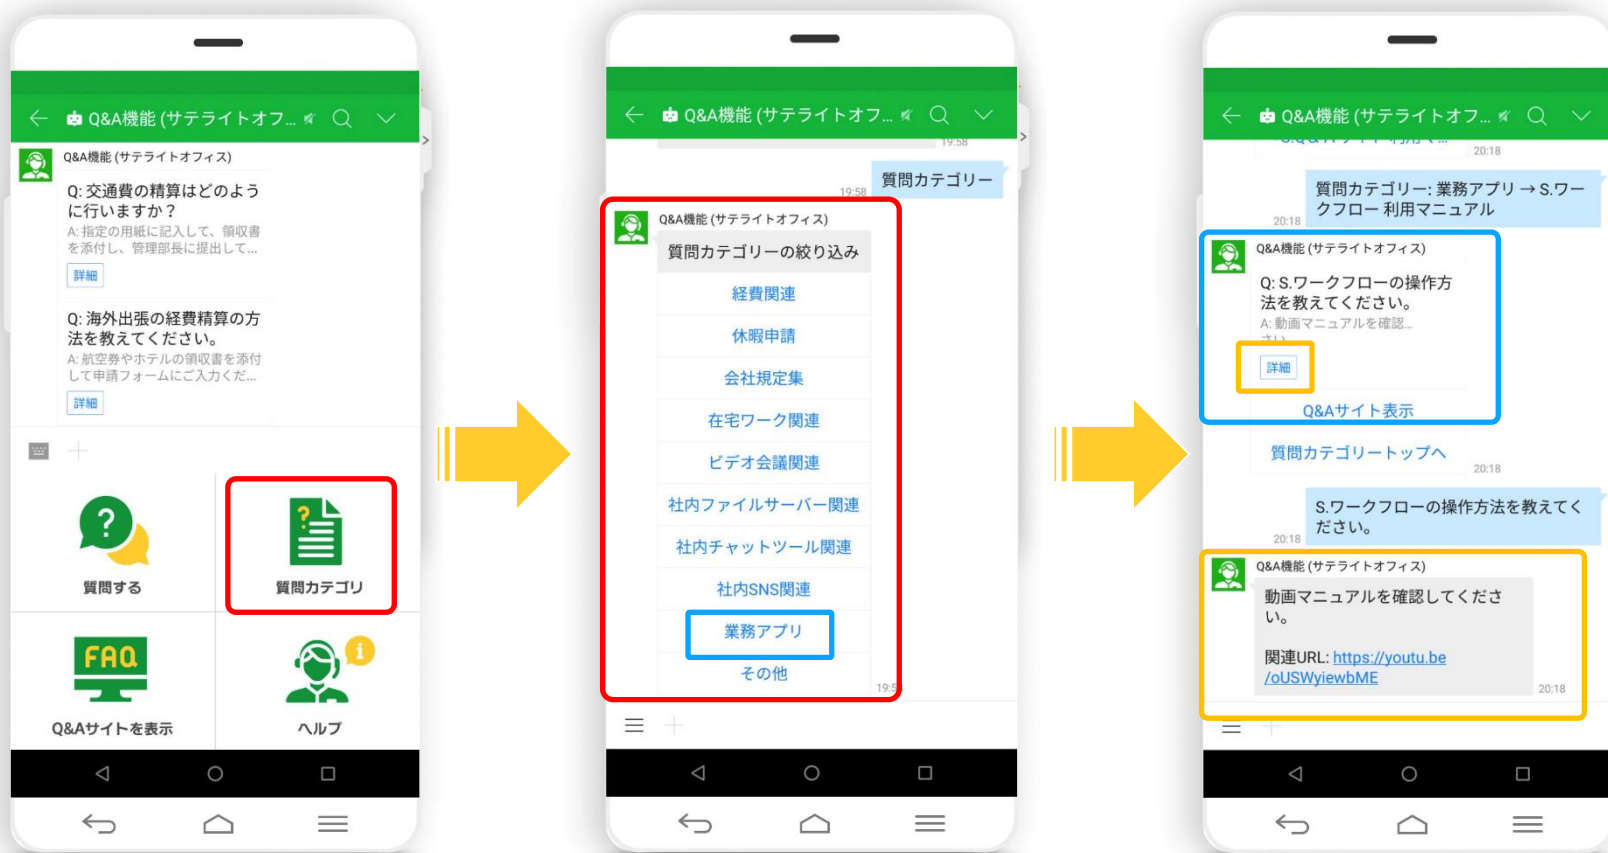 Q&A機能 (サテライトオフ...
Q&A機能 (サテライトオフィス)
Q: 交通費の精算はどのよう
に行いますか？
A: 指定の用紙に記入して、領収書
を添付し、管理部長に提出して...
詳細
Q: 海外出張の経費精算の方
法を教えてください。
A: 航空券やホテルの領収書を添付
して申請フォームにご入力くだ...
詳細
?
質問する
?
質問カテゴリ
FAQ
Q&Aサイトを表示
i
ヘルプ
Q&A機能 (サテライトオフ...
19:58
質問カテゴリー
19:58
Q&A機能 (サテライトオフィス)
質問カテゴリーの絞り込み
経費関連
休暇申請
会社規定集
在宅ワーク関連
ビデオ会議関連
社内ファイルサーバー関連
社内チャットツール関連
社内SNS関連
業務アプリ
その他
Q&A機能 (サテライトオフ...
20:18
質問カテゴリー: 業務アプリ → S.ワー
クフロー 利用マニュアル
20:18
Q&A機能 (サテライトオフィス)
Q: S.ワークフローの操作方
法を教えてください。
A: 動画マニュアルを確認...
詳細
Q&Aサイト表示
質問カテゴリートップへ
20:18
S.ワークフローの操作方法を教えてく
ださい。
20:18
Q&A機能 (サテライトオフィス)
動画マニュアルを確認してくださ
い。
関連URL: https://youtu.be
/oUSWyiewbME
20:18